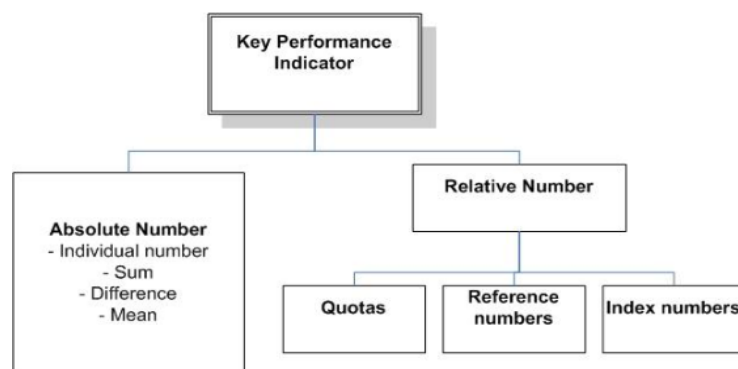 Key Performance
Indicator
Absolute Number
- Individual number
- Sum
- Difference
- Mean
Relative Number
Quotas
Reference
numbers
Index numbers